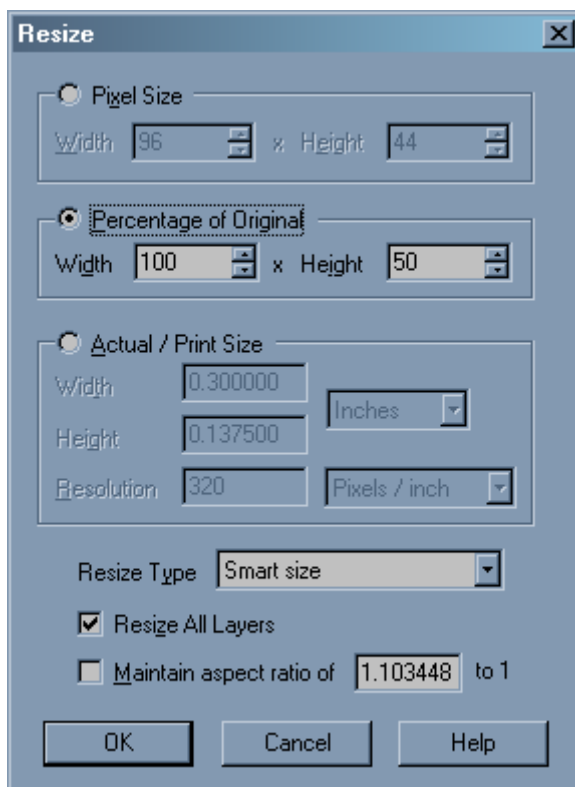 Resize
Pixel Size
Width 96 x Height 44
Percentage of Original
Width 100 x Height 50
Actual / Print Size
Width 0.300000
Inches
Height 0.137500
Resolution 320 Pixels / inch
Resize Type Smart size
Resize All Layers
Maintain aspect ratio of 1.103448 to 1
OK Cancel Help